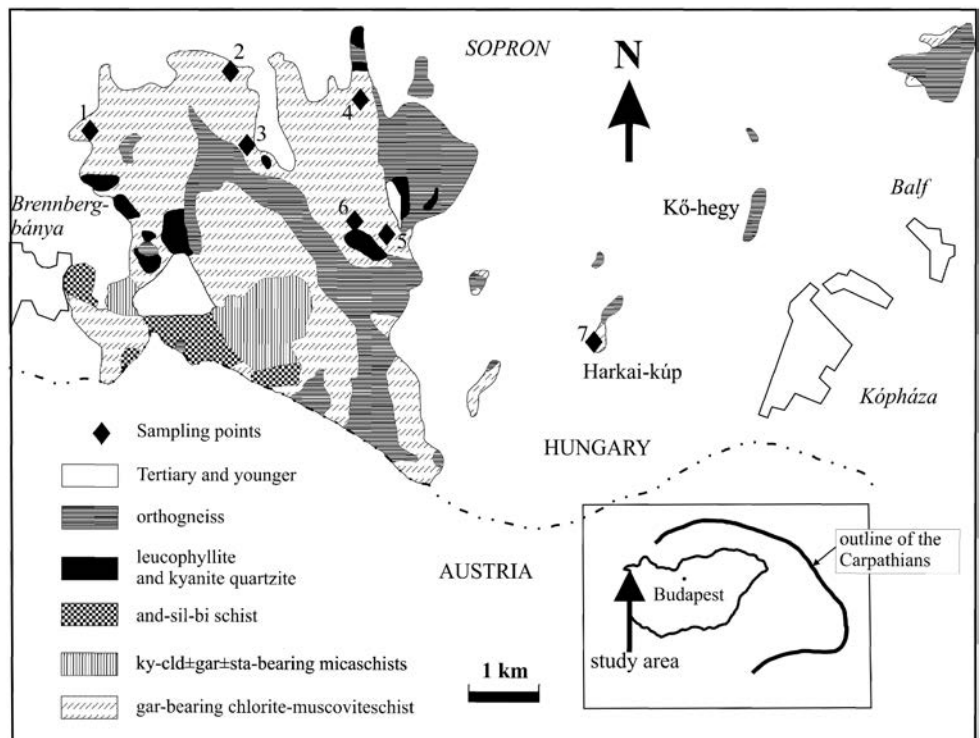 SOPRON
N
1
2
3
4
5
6
7
Brennberg-
bánya
Kő-hegy
Balf
Harkai-kúp
Kópháza
HUNGARY
AUSTRIA
Sampling points
Tertiary and younger
orthogneiss
leucophyllite
and kyanite quartzite
and-sil-bi schist
ky-cld±gar±sta-bearing micaschists
gar-bearing chlorite-muscoviteschist
1 km
outline of the
Carpathians
Budapest
study area